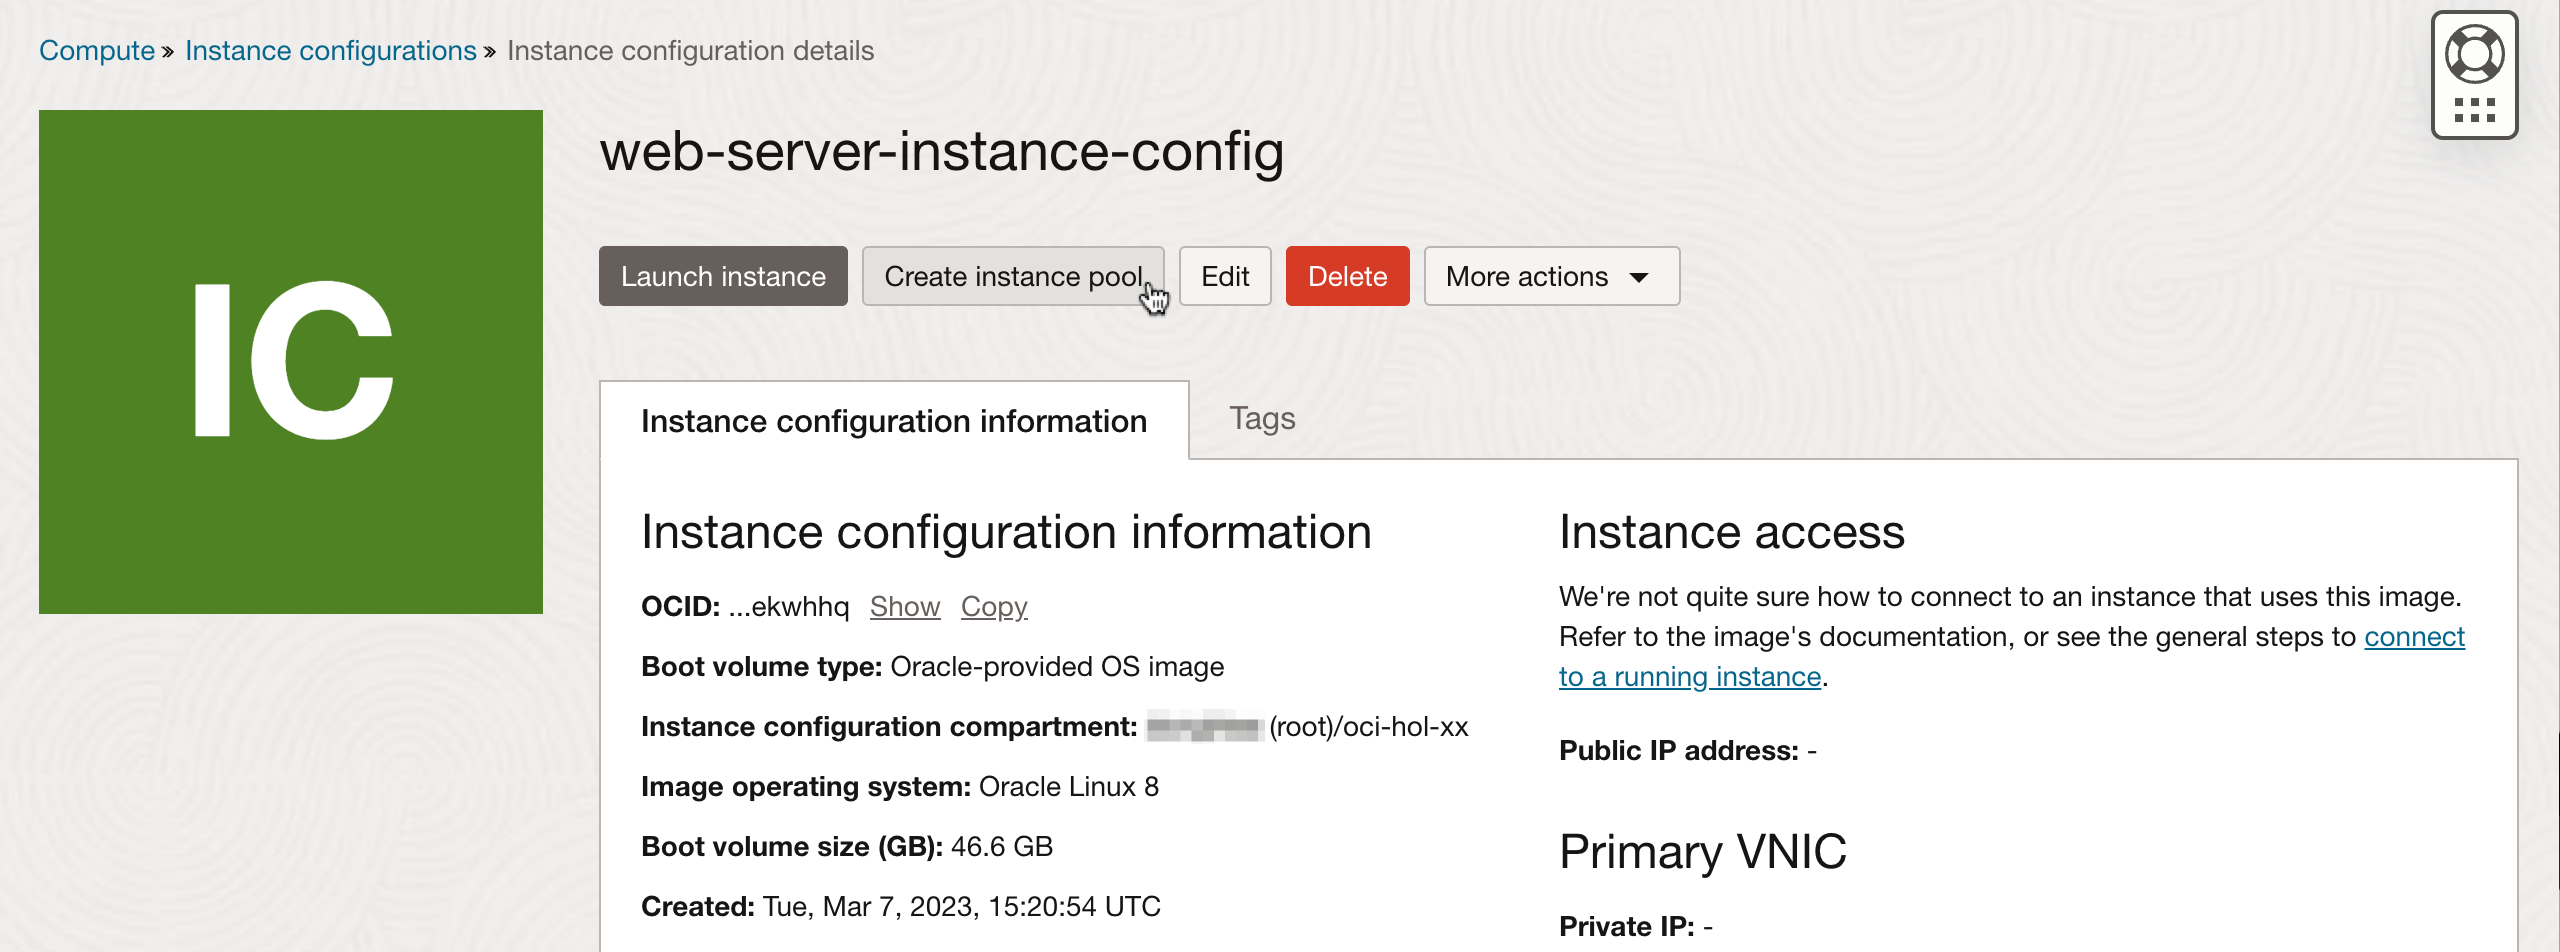 Compute » Instance configurations » Instance configuration details
IC
web-server-instance-config
Launch instance Create instance pool Edit Delete More actions
Instance configuration information Tags
Instance configuration information
OCID: ...ekwhhq Show Copy
Boot volume type: Oracle-provided OS image
Instance configuration compartment: (root)/oci-hol-xx
Image operating system: Oracle Linux 8
Boot volume size (GB): 46.6 GB
Created: Tue, Mar 7, 2023, 15:20:54 UTC
Instance access
We're not quite sure how to connect to an instance that uses this image.
Refer to the image's documentation, or see the general steps to connect
to a running instance.
Public IP address: -
Primary VNIC
Private IP: -